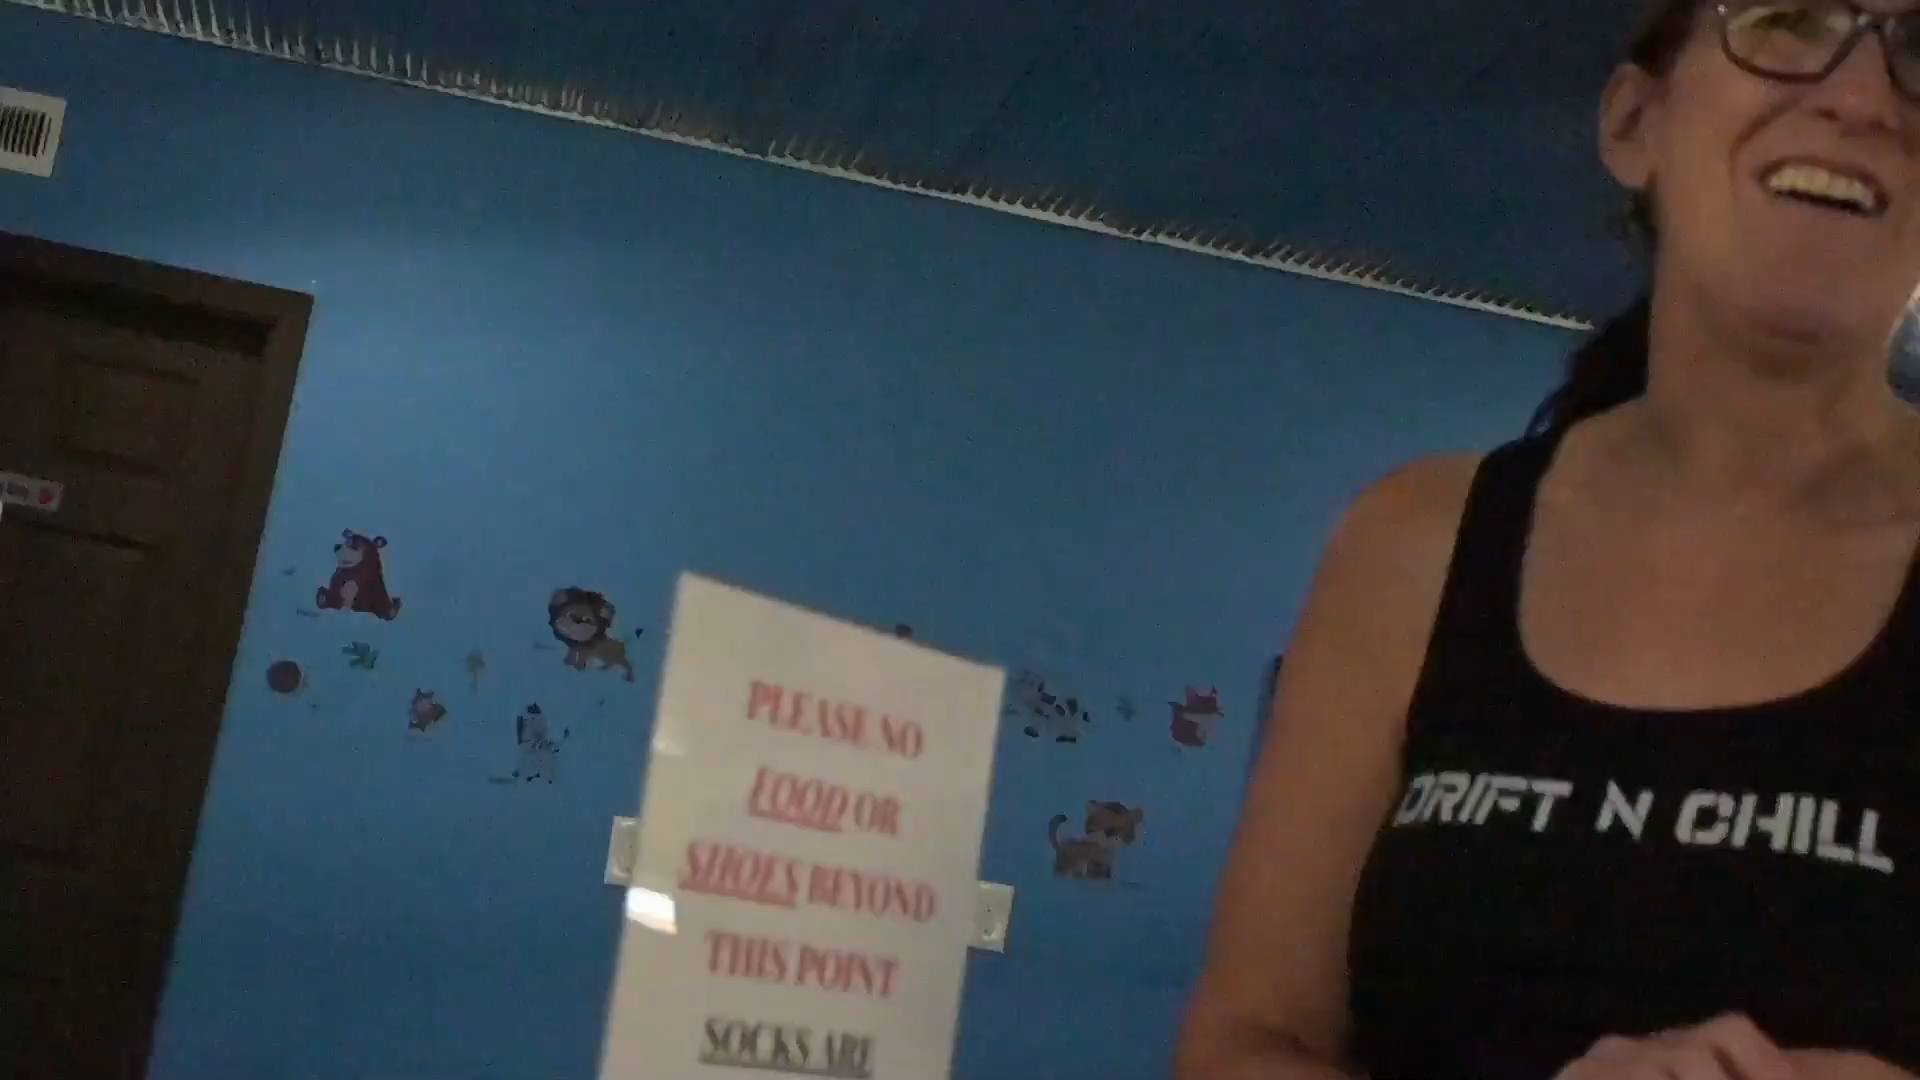 PLEASE NO
FOOD OR
SHOES BEYOND
THIS POINT
SOCKS ARE
DRIFT N CHILL